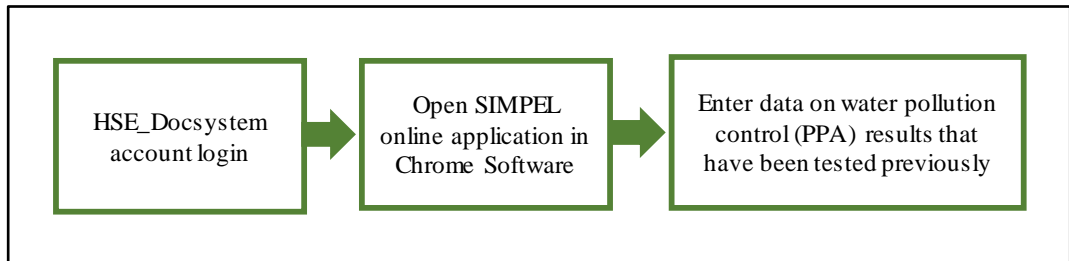 HSE_Docsystem
account login
Open SIMPEL
online application in
Chrome Software
Enter data on water pollution
control (PPA) results that
have been tested previously